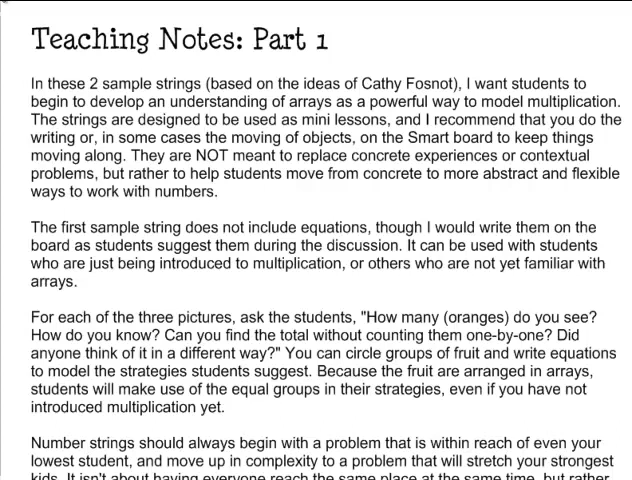 Teaching Notes: Part 1
In these 2 sample strings (based on the ideas of Cathy Fosnot), I want students to
begin to develop an understanding of arrays as a powerful way to model multiplication.
The strings are designed to be used as mini lessons, and I recommend that you do the
writing or, in some cases the moving of objects, on the Smart board to keep things
moving along. They are NOT meant to replace concrete experiences or contextual
problems, but rather to help students move from concrete to more abstract and flexible
ways to work with numbers.
The first sample string does not include equations, though I would write them on the
board as students suggest them during the discussion. It can be used with students
who are just being introduced to multiplication, or others who are not yet familiar with
arrays.
For each of the three pictures, ask the students, "How many (oranges) do you see?
How do you know? Can you find the total without counting them one-by-one? Did
anyone think of it in a different way?" You can circle groups of fruit and write equations
to model the strategies students suggest. Because the fruit are arranged in arrays,
students will make use of the equal groups in their strategies, even if you have not
introduced multiplication yet.
Number strings should always begin with a problem that is within reach of even your
lowest student, and move up in complexity to a problem that will stretch your strongest
kids. It isn't about having everyone reach the same place at the same time, but rather